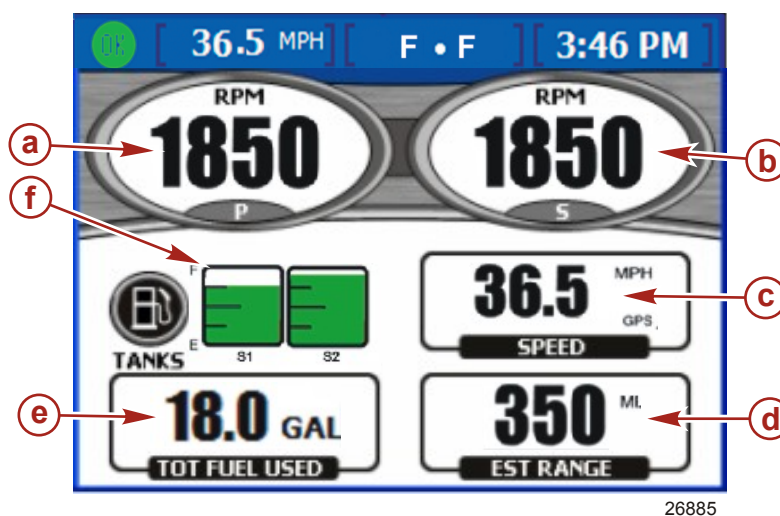 OK [ 36.5 MPH ] [ F • F ] [ 3:46 PM ]
RPM RPM
a 1850 1850 b
P S
f
F
E
S1 S2
TANKS
36.5 MPH GPS c
SPEED
e 18.0 GAL
TOT FUEL USED
350 MI. d
EST RANGE
26885